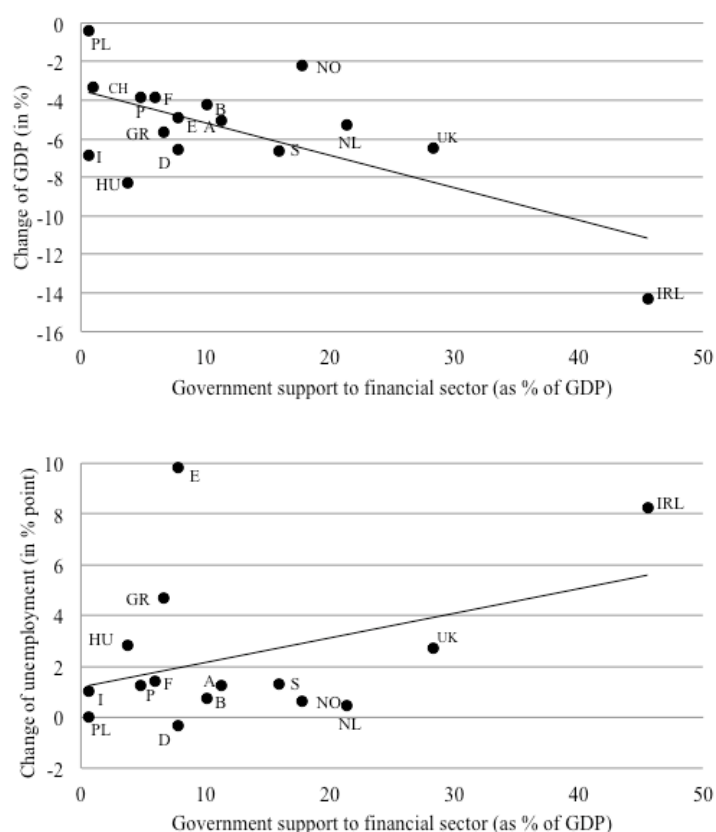 Change of GDP (in %)
0
-2
-4
-6
-8
-10
-12
-14
-16
PL
NO
CH
F
P
B
E A
GR
NL
UK
I
D
S
HU
IRL
0 10 20 30 40 50
Government support to financial sector (as % of GDP)
Change of unemployment (in % point)
10
8
6
4
2
0
-2
E
IRL
GR
HU
UK
F
A
S
I
P
B
NO
NL
PL
D
0 10 20 30 40 50
Government support to financial sector (as % of GDP)